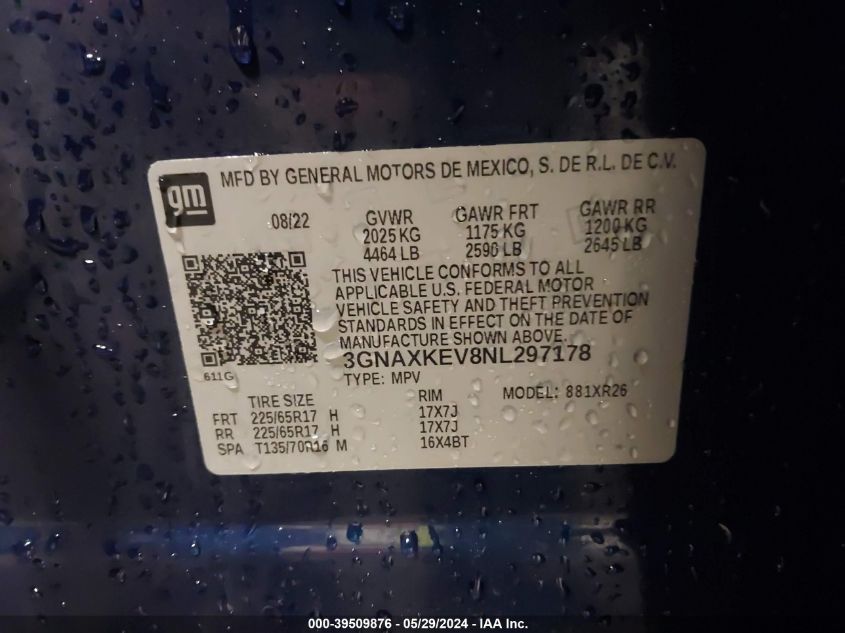 gm
MFD BY GENERAL MOTORS DE MEXICO, S. DE R.L. DE C.V.
08/22 GVWR GAWR FRT GAWR RR
2025 KG 1175 KG 1200 KG
4464 LB 2590 LB 2645 LB
THIS VEHICLE CONFORMS TO ALL
APPLICABLE U.S. FEDERAL MOTOR
VEHICLE SAFETY AND THEFT PREVENTION
STANDARDS IN EFFECT ON THE DATE OF
MANUFACTURE SHOWN ABOVE.
3GNAXKEV8NL297178
611G TYPE: MPV
TIRE SIZE RIM MODEL: 881XR26
FRT 225/65R17 H 17X7J
RR 225/65R17 H 17X7J
SPA T135/70R16 M 16X4BT
000-39509876 - 05/29/2024 - IAA Inc.